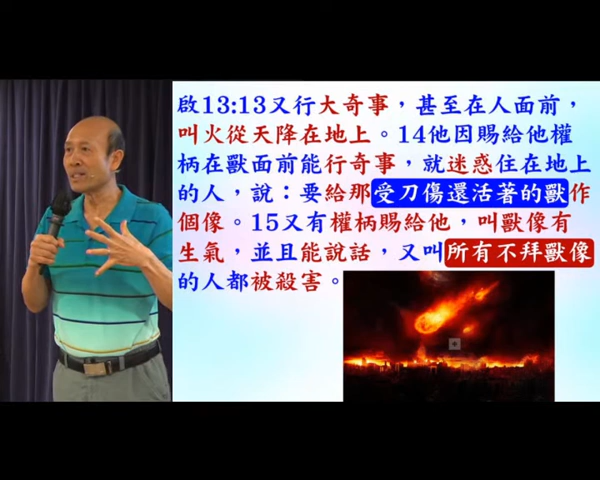 啟13:13又行大奇事，甚至在人面前，
叫火從天降在地上。14他因賜給他權
柄在獸面前能行奇事，就迷惑住在地上
的人，說：要給那受刀傷還活著的獸作
個像。15又有權柄賜給他，叫獸像有
生氣，並且能說話，又叫所有不拜獸像
的人都被殺害。